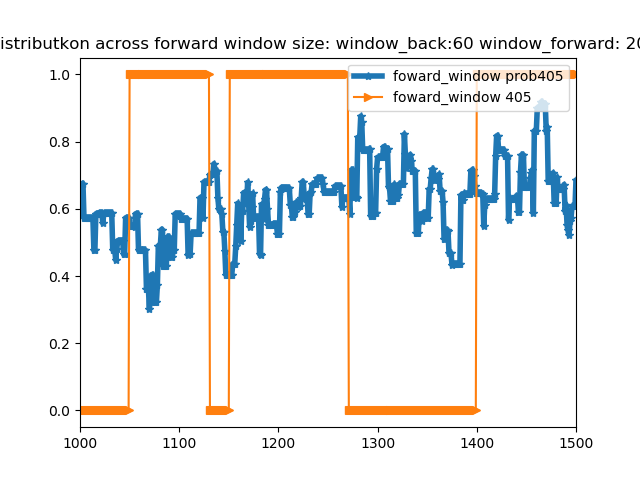 istributkon across forward window size: window_back:60 window_forward: 20
foward_window prob405
foward_window 405
1.0
0.8
0.6
0.4
0.2
0.0
1000 1100 1200 1300 1400 1500